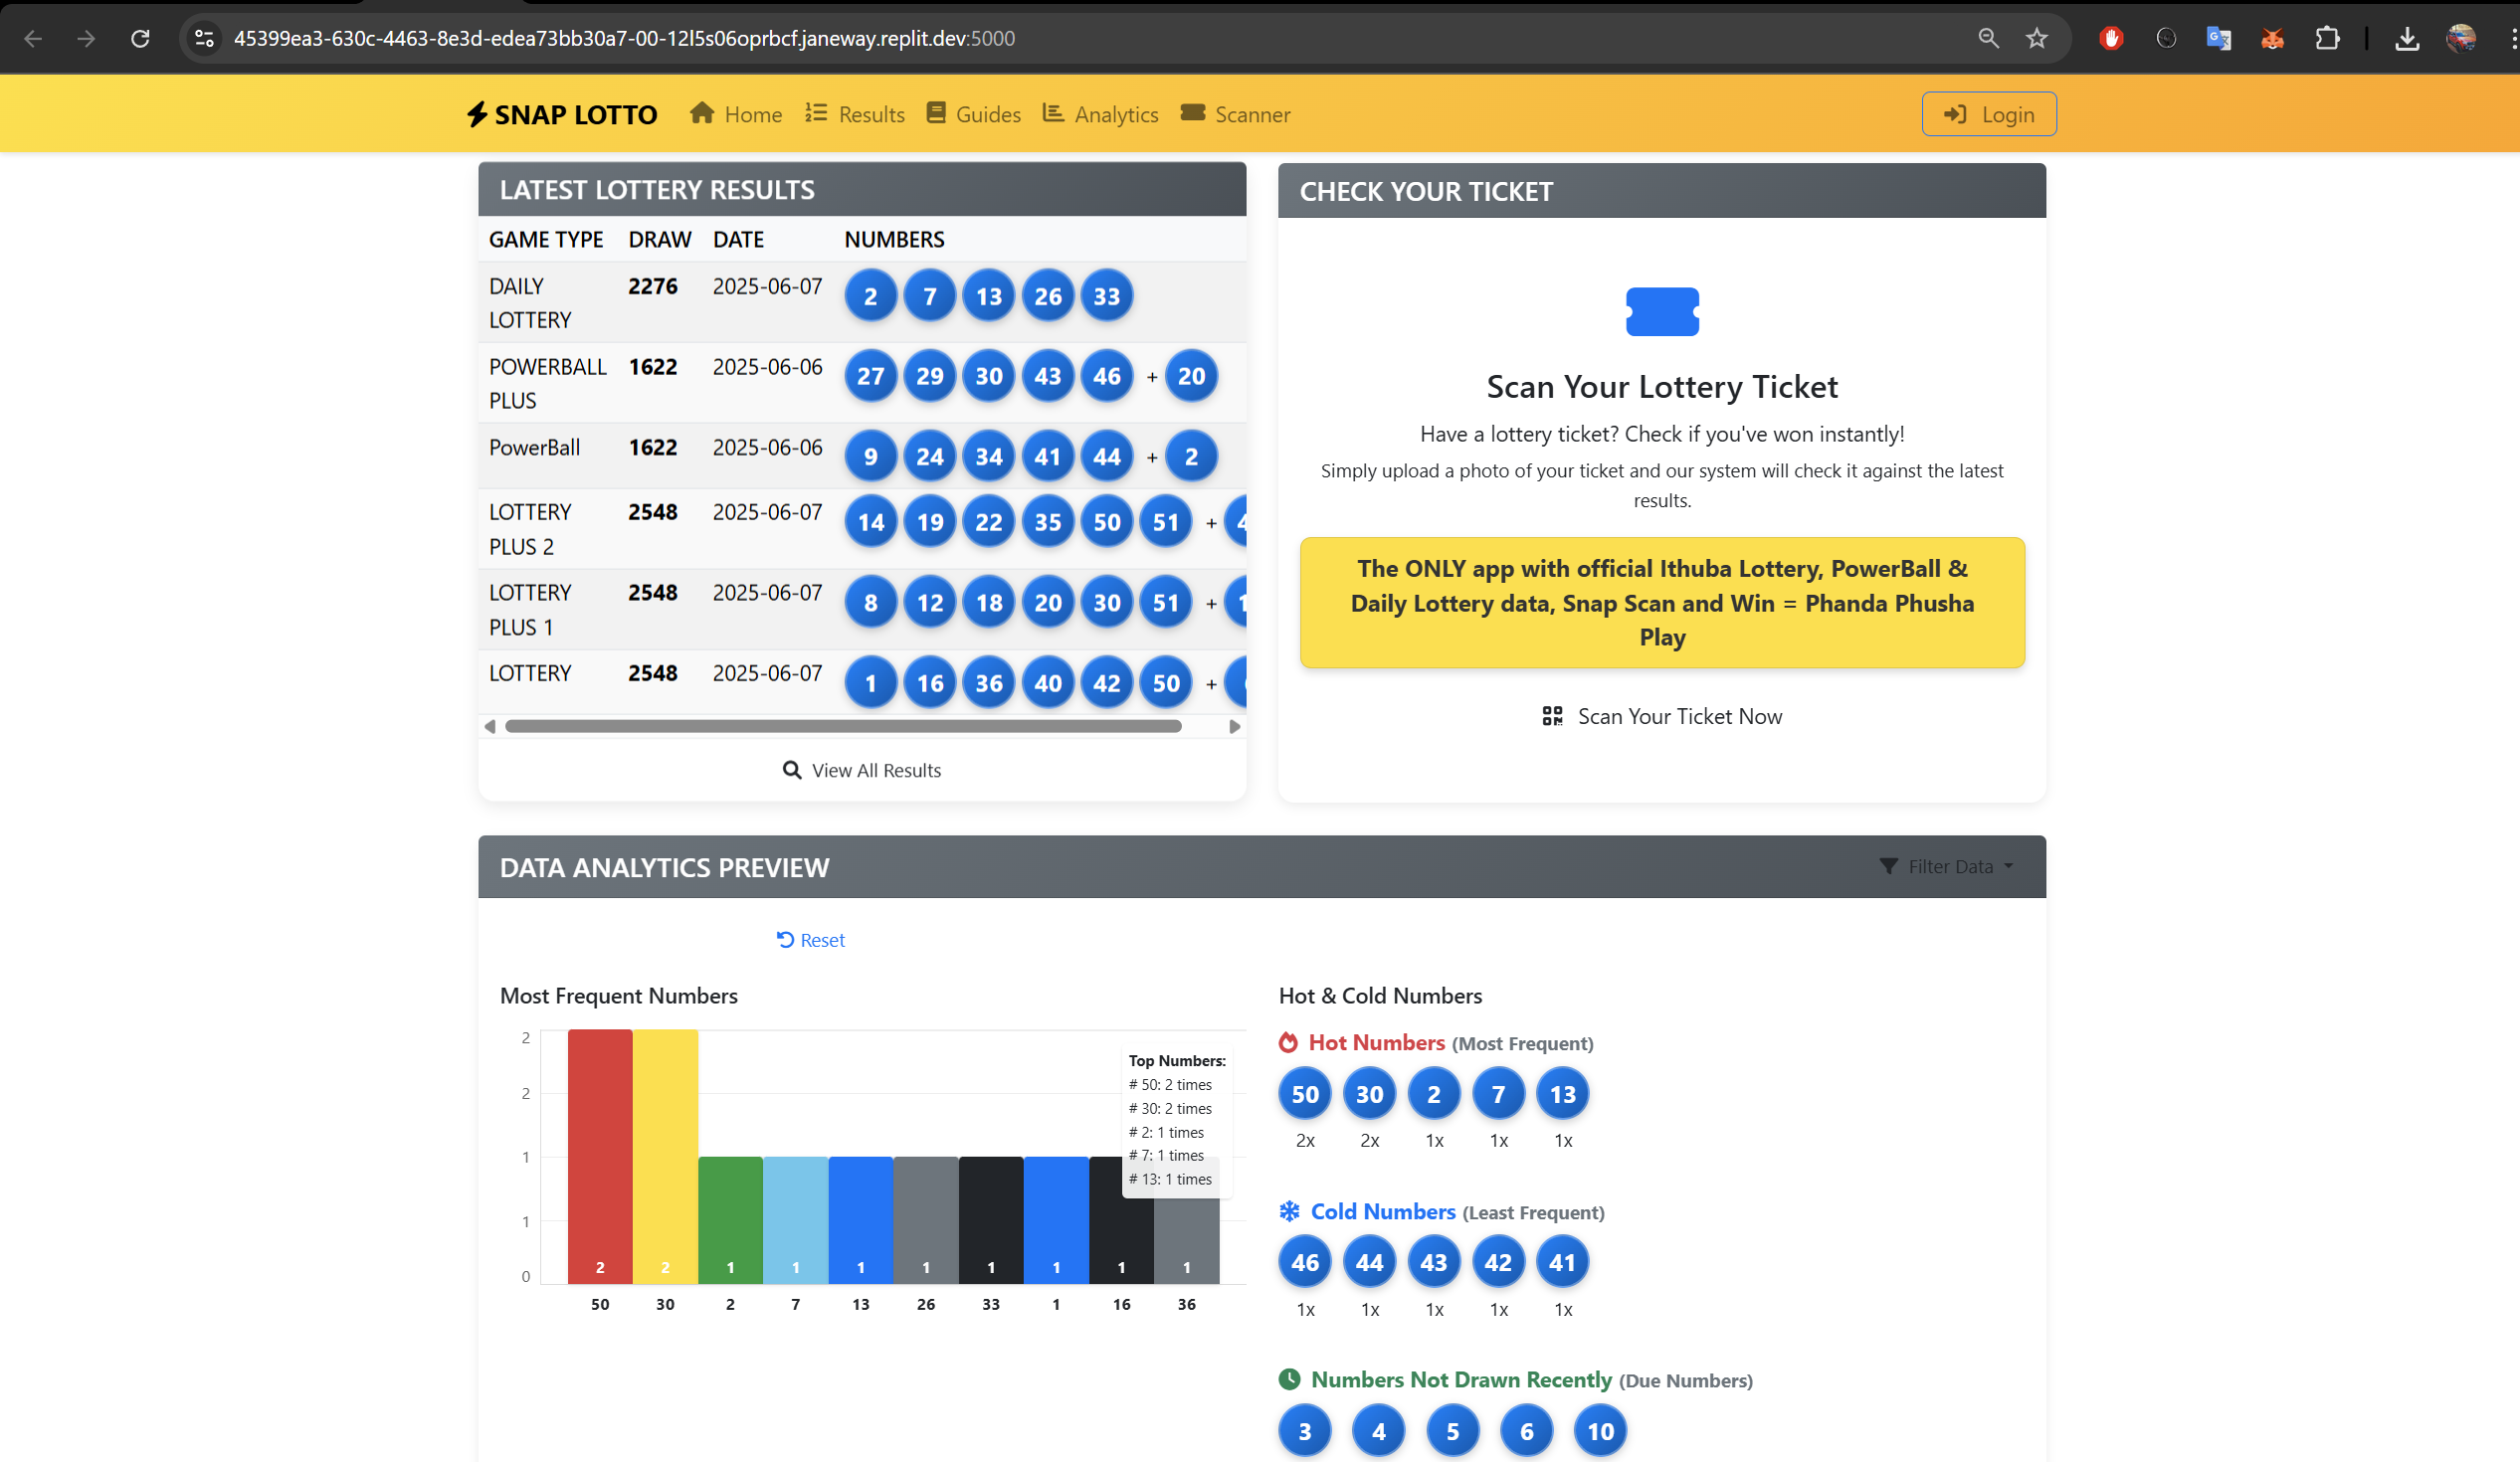 45399ea3-630c-4463-8e3d-edea73bb30a7-00-12l5s06oprbcf.janeway.replit.dev:5000
SNAP LOTTO Home Results Guides Analytics Scanner Login
LATEST LOTTERY RESULTS
GAME TYPE DRAW DATE NUMBERS
DAILY LOTTERY 2276 2025-06-07 2 7 13 26 33
POWERBALL PLUS 1622 2025-06-06 27 29 30 43 46 + 20
PowerBall 1622 2025-06-06 9 24 34 41 44 + 2
LOTTERY PLUS 2 2548 2025-06-07 14 19 22 35 50 51 +
LOTTERY PLUS 1 2548 2025-06-07 8 12 18 20 30 51 +
LOTTERY 2548 2025-06-07 1 16 36 40 42 50 +
View All Results
CHECK YOUR TICKET
Scan Your Lottery Ticket
Have a lottery ticket? Check if you've won instantly!
Simply upload a photo of your ticket and our system will check it against the latest
results.
The ONLY app with official Ithuba Lottery, PowerBall &
Daily Lottery data, Snap Scan and Win = Phanda Phusha
Play
Scan Your Ticket Now
DATA ANALYTICS PREVIEW
Filter Data
Reset
Most Frequent Numbers
2
2
1
1
0
Top Numbers:
# 50: 2 times
# 30: 2 times
# 2: 1 times
# 7: 1 times
# 13: 1 times
2 2 1 1 1 1 1 1 1 1
50 30 2 7 13 26 33 1 16 36
Hot & Cold Numbers
Hot Numbers (Most Frequent)
50 30 2 7 13
2x 2x 1x 1x 1x
Cold Numbers (Least Frequent)
46 44 43 42 41
1x 1x 1x 1x 1x
Numbers Not Drawn Recently (Due Numbers)
3 4 5 6 10